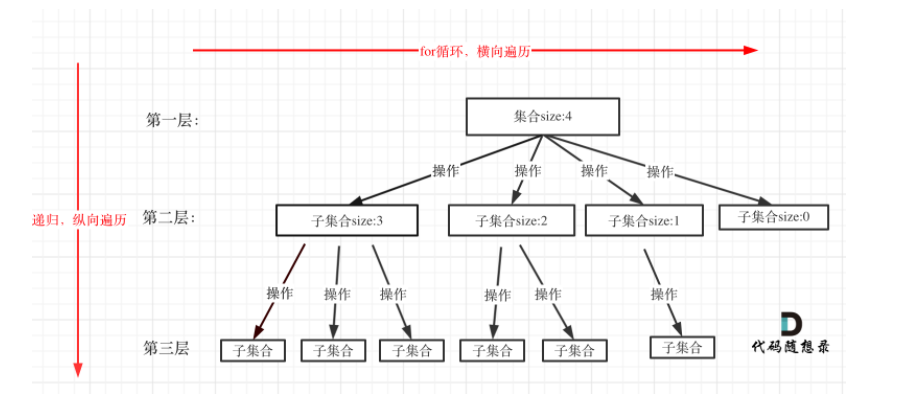 for循环，横向遍历
第一层：
集合size:4
操作
操作
操作
操作
递归，纵向遍历
第二层：
子集合size:3
子集合size:2
子集合size:1
子集合size:0
操作
操作
操作
操作
操作
操作
第三层
子集合
子集合
子集合
子集合
子集合
子集合
代码随想录